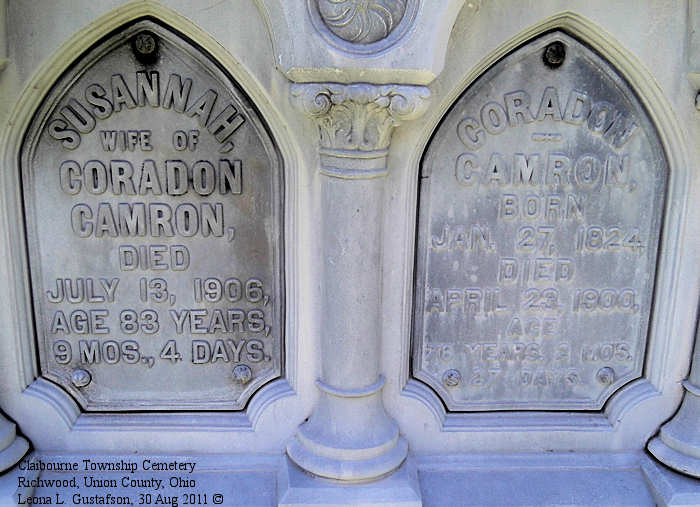 SUSANNAH,
WIFE OF
CORADON
CAMRON,
DIED
JULY 13, 1906,
AGE 83 YEARS,
9 MOS., 4 DAYS.
CORADON
CAMRON,
BORN
JAN. 27, 1824,
DIED
APRIL 23, 1900,
AGE
76 YEARS. 2 MOS.
27 DAYS.
Claibourne Township Cemetery
Richwood, Union County, Ohio
Leona L. Gustafson, 30 Aug 2011 ©